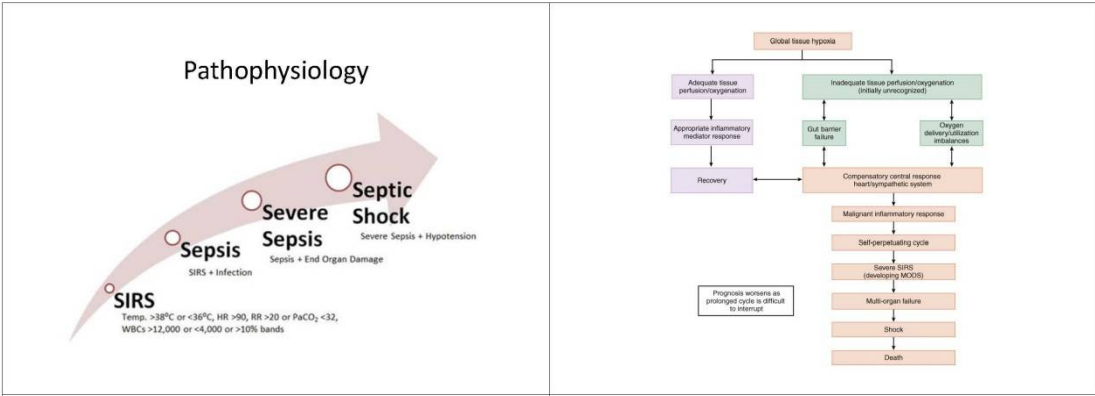 Pathophysiology
Septic
Shock
Severe Sepsis + Hypotension
Severe
Sepsis
Sepsis + End Organ Damage
Sepsis
SIRS + Infection
SIRS
Temp. >38⁰C or <36⁰C, HR >90, RR >20 or PaCO₂ <32,
WBCs >12,000 or <4,000 or >10% bands
Global tissue hypoxia
Adequate tissue
perfusion/oxygenation
Inadequate tissue perfusion/oxygenation
(initially unrecognized)
Appropriate inflammatory
mediator response
Gut barrier
failure
Oxygen
delivery/utilization
imbalances
Recovery
Compensatory central response
heart/sympathetic system
Malignant inflammatory response
Self-perpetuating cycle
Severe SIRS
(developing MODS)
Prognosis worsens as
prolonged cycle is difficult
to interrupt
Multi-organ failure
Shock
Death